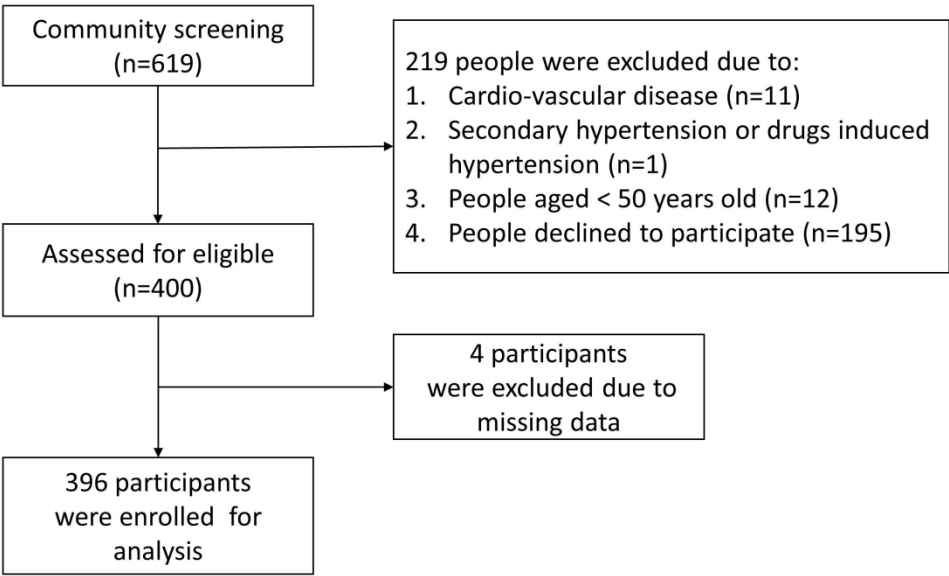 Community screening
(n=619)
219 people were excluded due to:
1. Cardio-vascular disease (n=11)
2. Secondary hypertension or drugs induced
hypertension (n=1)
3. People aged < 50 years old (n=12)
4. People declined to participate (n=195)
Assessed for eligible
(n=400)
4 participants
were excluded due to
missing data
396 participants
were enrolled for
analysis